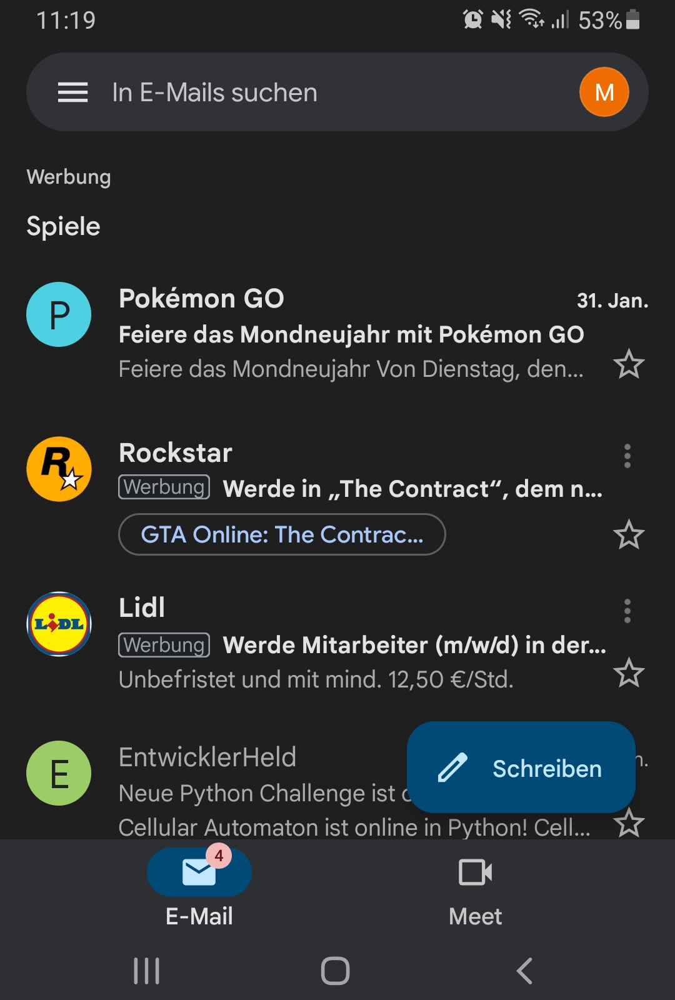 11:19
53%
In E-Mails suchen
M
Werbung
Spiele
P
Pokémon GO
31. Jan.
Feiere das Mondneujahr mit Pokémon GO
Feiere das Mondneujahr Von Dienstag, den...
R
Rockstar
Werbung Werde in „The Contract“, dem n...
GTA Online: The Contrac...
LIDL
Lidl
Werbung Werde Mitarbeiter (m/w/d) in der...
Unbefristet und mit mind. 12,50 €/Std.
E
EntwicklerHeld
Schreiben
Neue Python Challenge ist
Cellular Automaton ist online in Python! Cell...
4
E-Mail
Meet